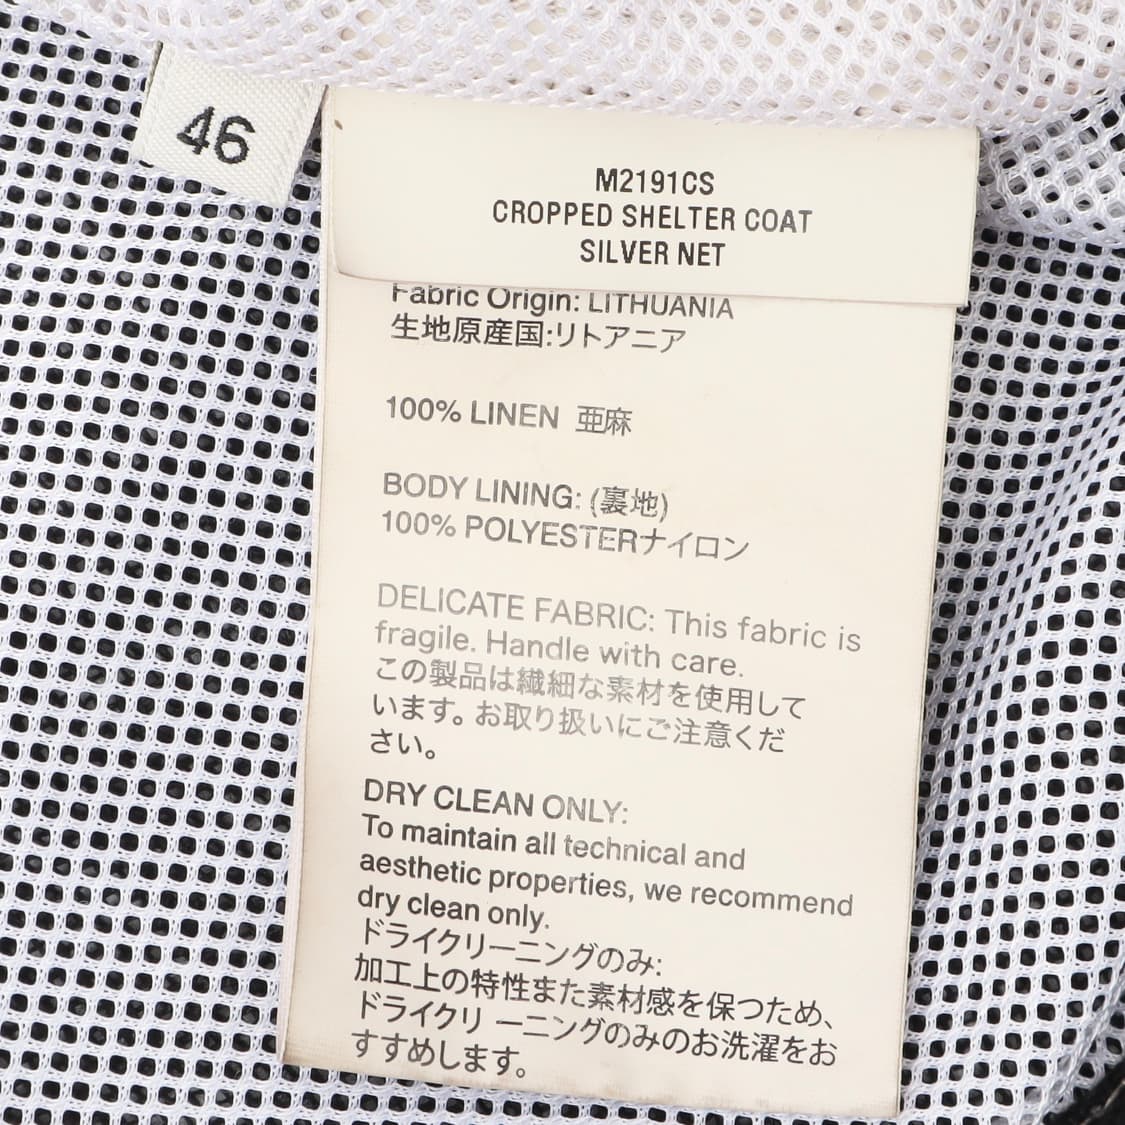 46
M2191CS
CROPPED SHELTER COAT
SILVER NET
Fabric Origin: LITHUANIA
生地原産国:リトアニア
100% LINEN 亜麻
BODY LINING: (裏地)
100% POLYESTERナイロン
DELICATE FABRIC: This fabric is
fragile. Handle with care.
この製品は繊細な素材を使用して
います。お取り扱いにご注意くだ
さい。
DRY CLEAN ONLY:
To maintain all technical and
aesthetic properties, we recommend
dry clean only.
ドライクリーニングのみ:
加工上の特性また素材感を保つため、
ドライクリ ーニングのみのお洗濯をお
すすめします。